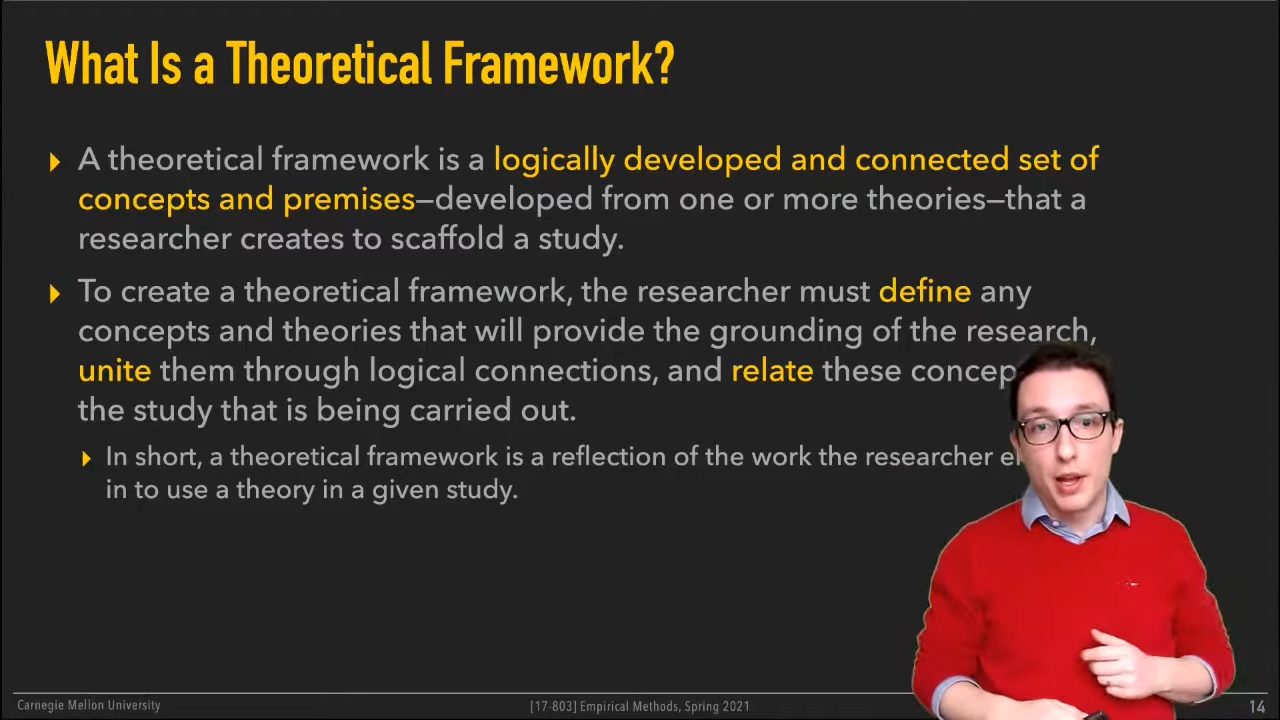 What Is a Theoretical Framework?
A theoretical framework is a logically developed and connected set of
concepts and premises—developed from one or more theories—that a
researcher creates to scaffold a study.
To create a theoretical framework, the researcher must define any
concepts and theories that will provide the grounding of the research,
unite them through logical connections, and relate these
the study that is being carried out.
In short, a theoretical framework is a reflection of the work the researcher
in to use a theory in a given study.
Carnegie Mellon University
[17-803] Empirical Methods, Spring 2021
14